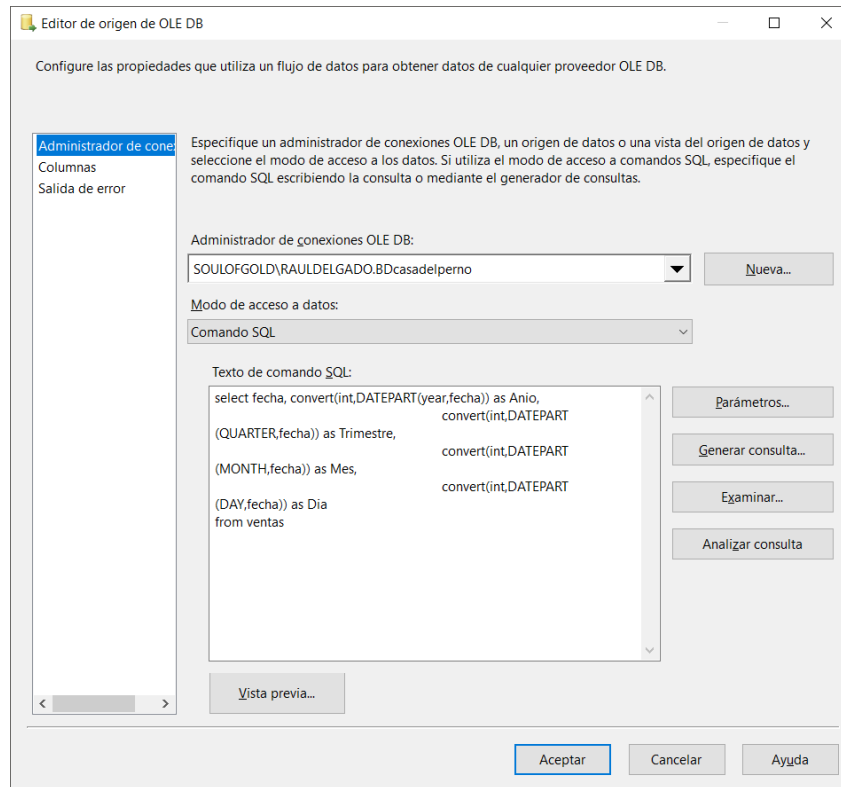 Editor de origen de OLE DB
Configure las propiedades que utiliza un flujo de datos para obtener datos de cualquier proveedor OLE DB.
Administrador de cone
Columnas
Salida de error
Especifique un administrador de conexiones OLE DB, un origen de datos o una vista del origen de datos y
seleccione el modo de acceso a los datos. Si utiliza el modo de acceso a comandos SQL, especifique el
comando SQL escribiendo la consulta o mediante el generador de consultas.
Administrador de conexiones OLE DB:
SOULOFGOLD\RAULDELGADO.BDcasadelperno
Nueva...
Modo de acceso a datos:
Comando SQL
Texto de comando SQL:
select fecha, convert(int,DATEPART(year,fecha)) as Anio,
convert(int,DATEPART
(QUARTER,fecha)) as Trimestre,
convert(int,DATEPART
(MONTH,fecha)) as Mes,
convert(int,DATEPART
(DAY,fecha)) as Dia
from ventas
Parámetros...
Generar consulta...
Examinar...
Analizar consulta
Vista previa...
Aceptar
Cancelar
Ayuda